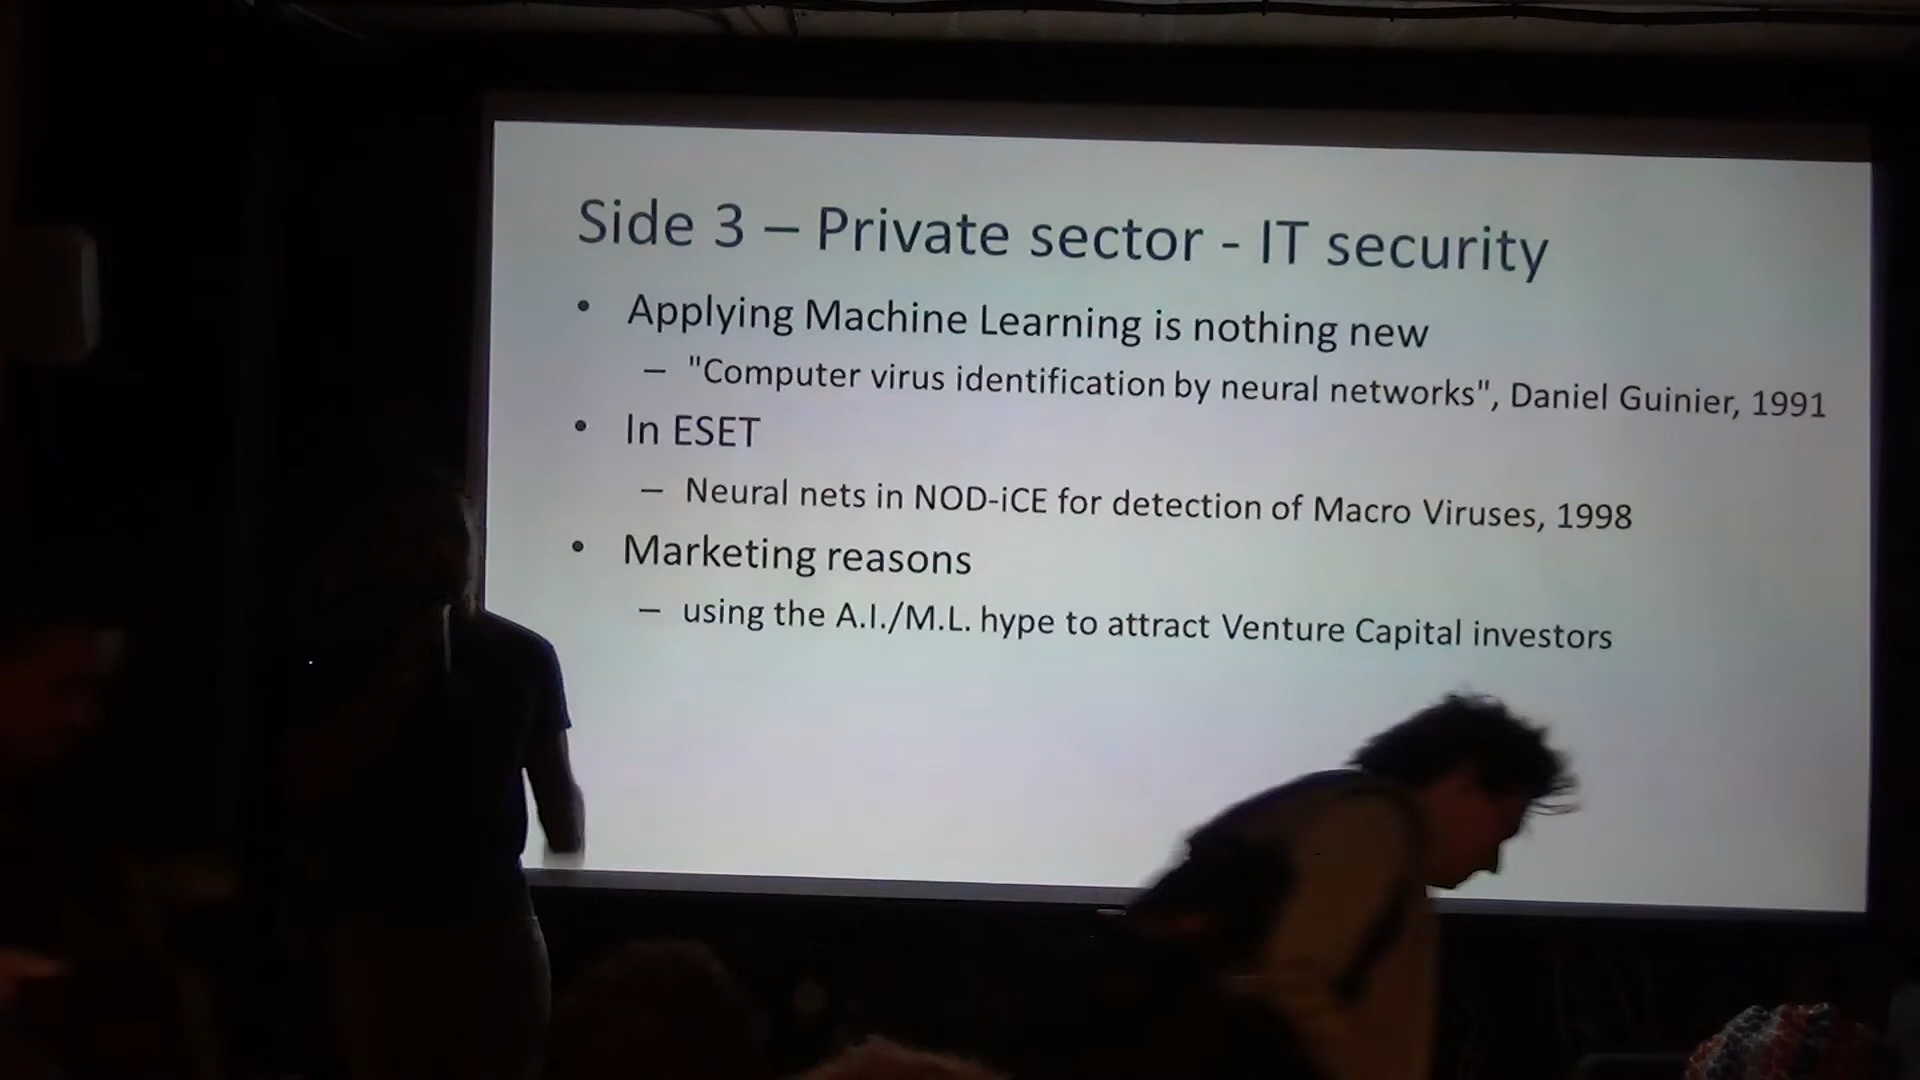 Side 3 – Private sector - IT security
• Applying Machine Learning is nothing new
– "Computer virus identification by neural networks", Daniel Guinier, 1991
• In ESET
– Neural nets in NOD-iCE for detection of Macro Viruses, 1998
• Marketing reasons
– using the A.I./M.L. hype to attract Venture Capital investors